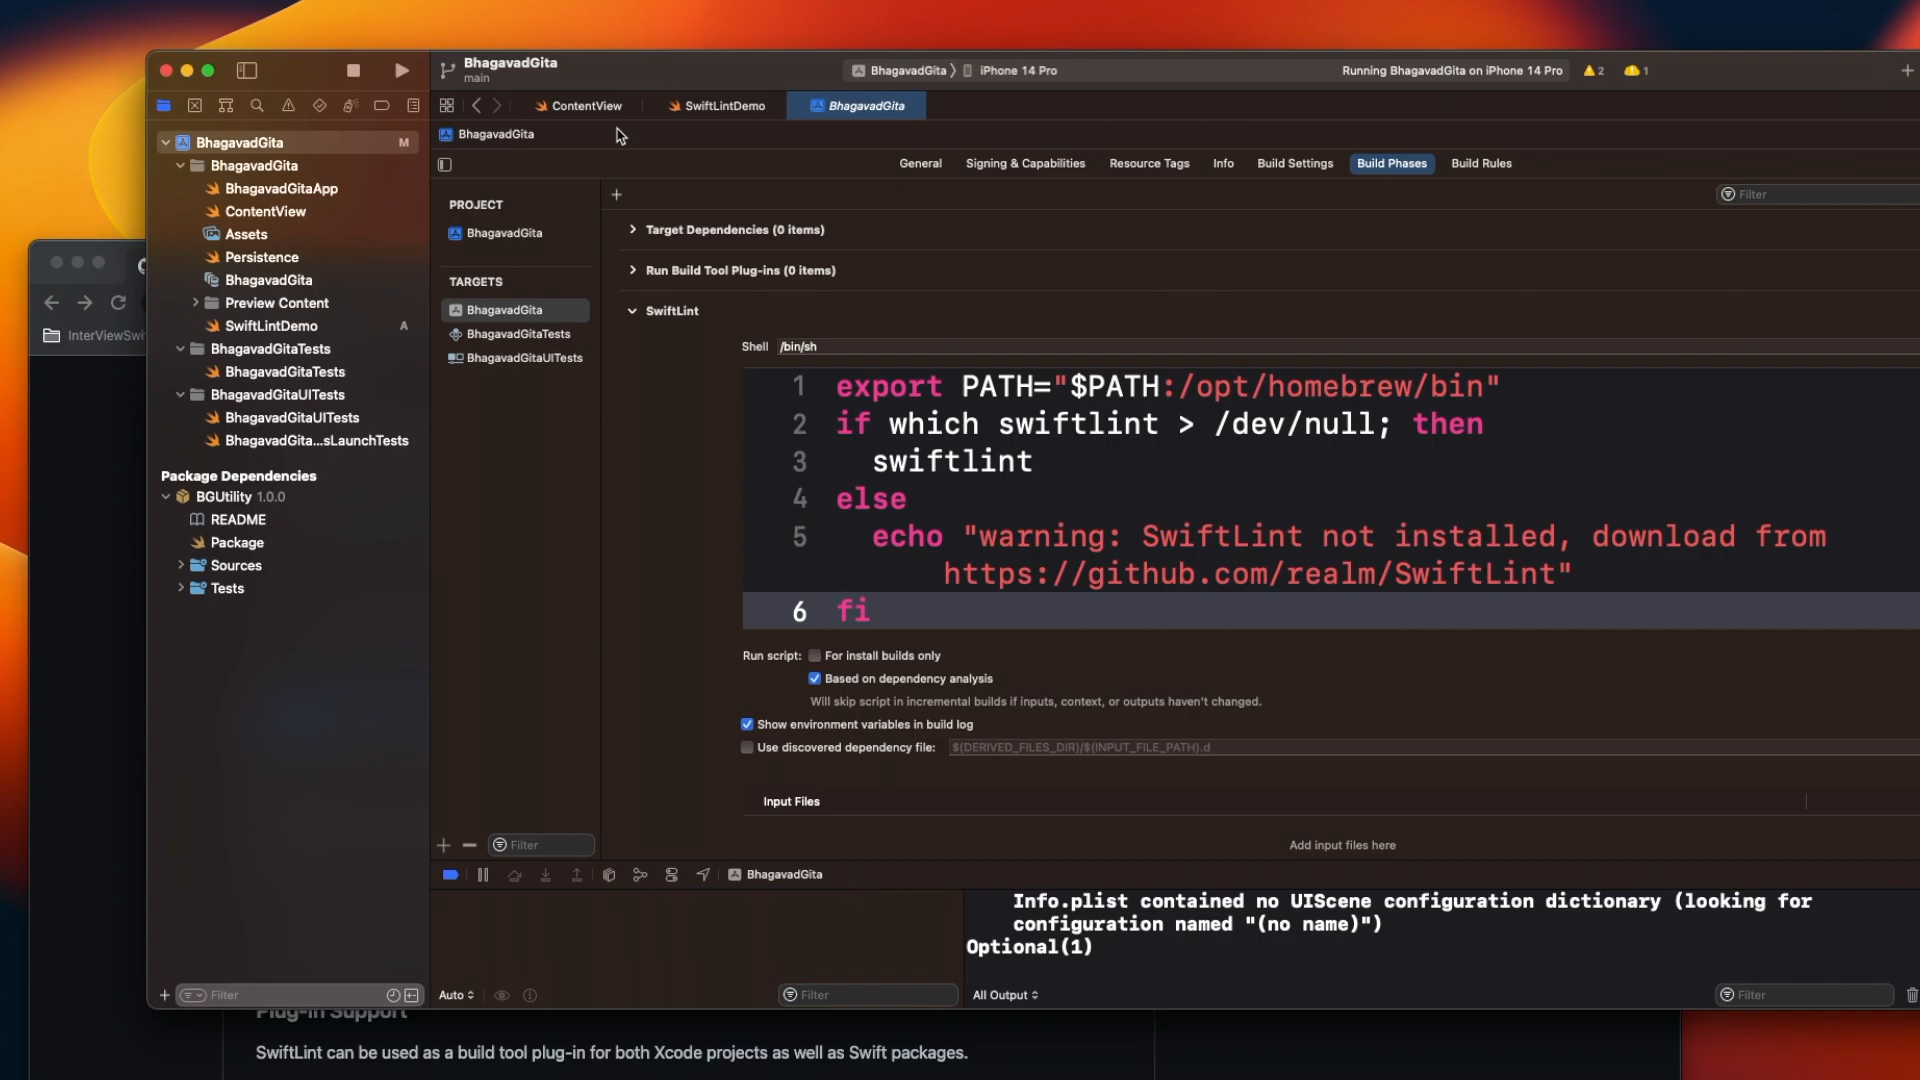 BhagavadGita
main
BhagavadGita
iPhone 14 Pro
Running BhagavadGita on iPhone 14 Pro
2
1
ContentView
SwiftLintDemo
BhagavadGita
BhagavadGita
General
Signing & Capabilities
Resource Tags
Info
Build Settings
Build Phases
Build Rules
BhagavadGita
M
BhagavadGita
BhagavadGitaApp
ContentView
Assets
Persistence
BhagavadGita
Preview Content
SwiftLintDemo
A
BhagavadGitaTests
BhagavadGitaTests
BhagavadGitaUITests
BhagavadGitaUITests
BhagavadGita...sLaunchTests
Package Dependencies
BGUtility 1.0.0
README
Package
Sources
Tests
Filter
InterViewSwi
PROJECT
BhagavadGita
TARGETS
BhagavadGita
BhagavadGitaTests
BhagavadGitaUITests
Filter
Filter
Target Dependencies (0 items)
Run Build Tool Plug-ins (0 items)
SwiftLint
Shell /bin/sh
1 export PATH="$PATH:/opt/homebrew/bin"
2 if which swiftlint > /dev/null; then
3 swiftlint
4 else
5 echo "warning: SwiftLint not installed, download from
https://github.com/realm/SwiftLint"
6 fi
Run script: For install builds only
Based on dependency analysis
Will skip script in incremental builds if inputs, context, or outputs haven't changed.
Show environment variables in build log
Use discovered dependency file: $(DERIVED_FILES_DIR)/$(INPUT_FILE_PATH).d
Input Files
Add input files here
BhagavadGita
Info.plist contained no UIScene configuration dictionary (looking for
configuration named "(no name)")
Optional(1)
Auto
Filter
All Output
Filter
Plug-in Support
SwiftLint can be used as a build tool plug-in for both Xcode projects as well as Swift packages.